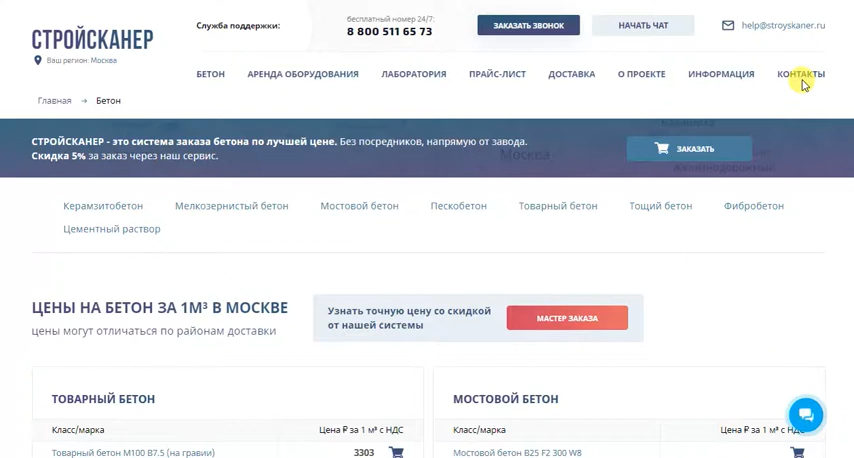 СТРОЙСКАНЕР
Ваш регион: Москва
Служба поддержки:
бесплатный номер 24/7:
8 800 511 65 73
ЗАКАЗАТЬ ЗВОНОК
НАЧАТЬ ЧАТ
help@stroyskaner.ru
БЕТОН АРЕНДА ОБОРУДОВАНИЯ ЛАБОРАТОРИЯ ПРАЙС-ЛИСТ ДОСТАВКА О ПРОЕКТЕ ИНФОРМАЦИЯ КОНТАКТЫ
Главная → Бетон
СТРОЙСКАНЕР - это система заказа бетона по лучшей цене. Без посредников, напрямую от завода.
Скидка 5% за заказ через наш сервис.
Москва
ЗАКАЗАТЬ
Керамзитобетон Мелкозернистый бетон Мостовой бетон Пескобетон Товарный бетон Тощий бетон Фибробетон
Цементный раствор
ЦЕНЫ НА БЕТОН ЗА 1М³ В МОСКВЕ
цены могут отличаться по районам доставки
Узнать точную цену со скидкой
от нашей системы
МАСТЕР ЗАКАЗА
ТОВАРНЫЙ БЕТОН
Класс/марка Цена ₽ за 1 м³ с НДС
Товарный бетон М100 В7.5 (на гравии) 3303
МОСТОВОЙ БЕТОН
Класс/марка Цена ₽ за 1 м³ с НДС
Мостовой бетон В25 F2 300 W8